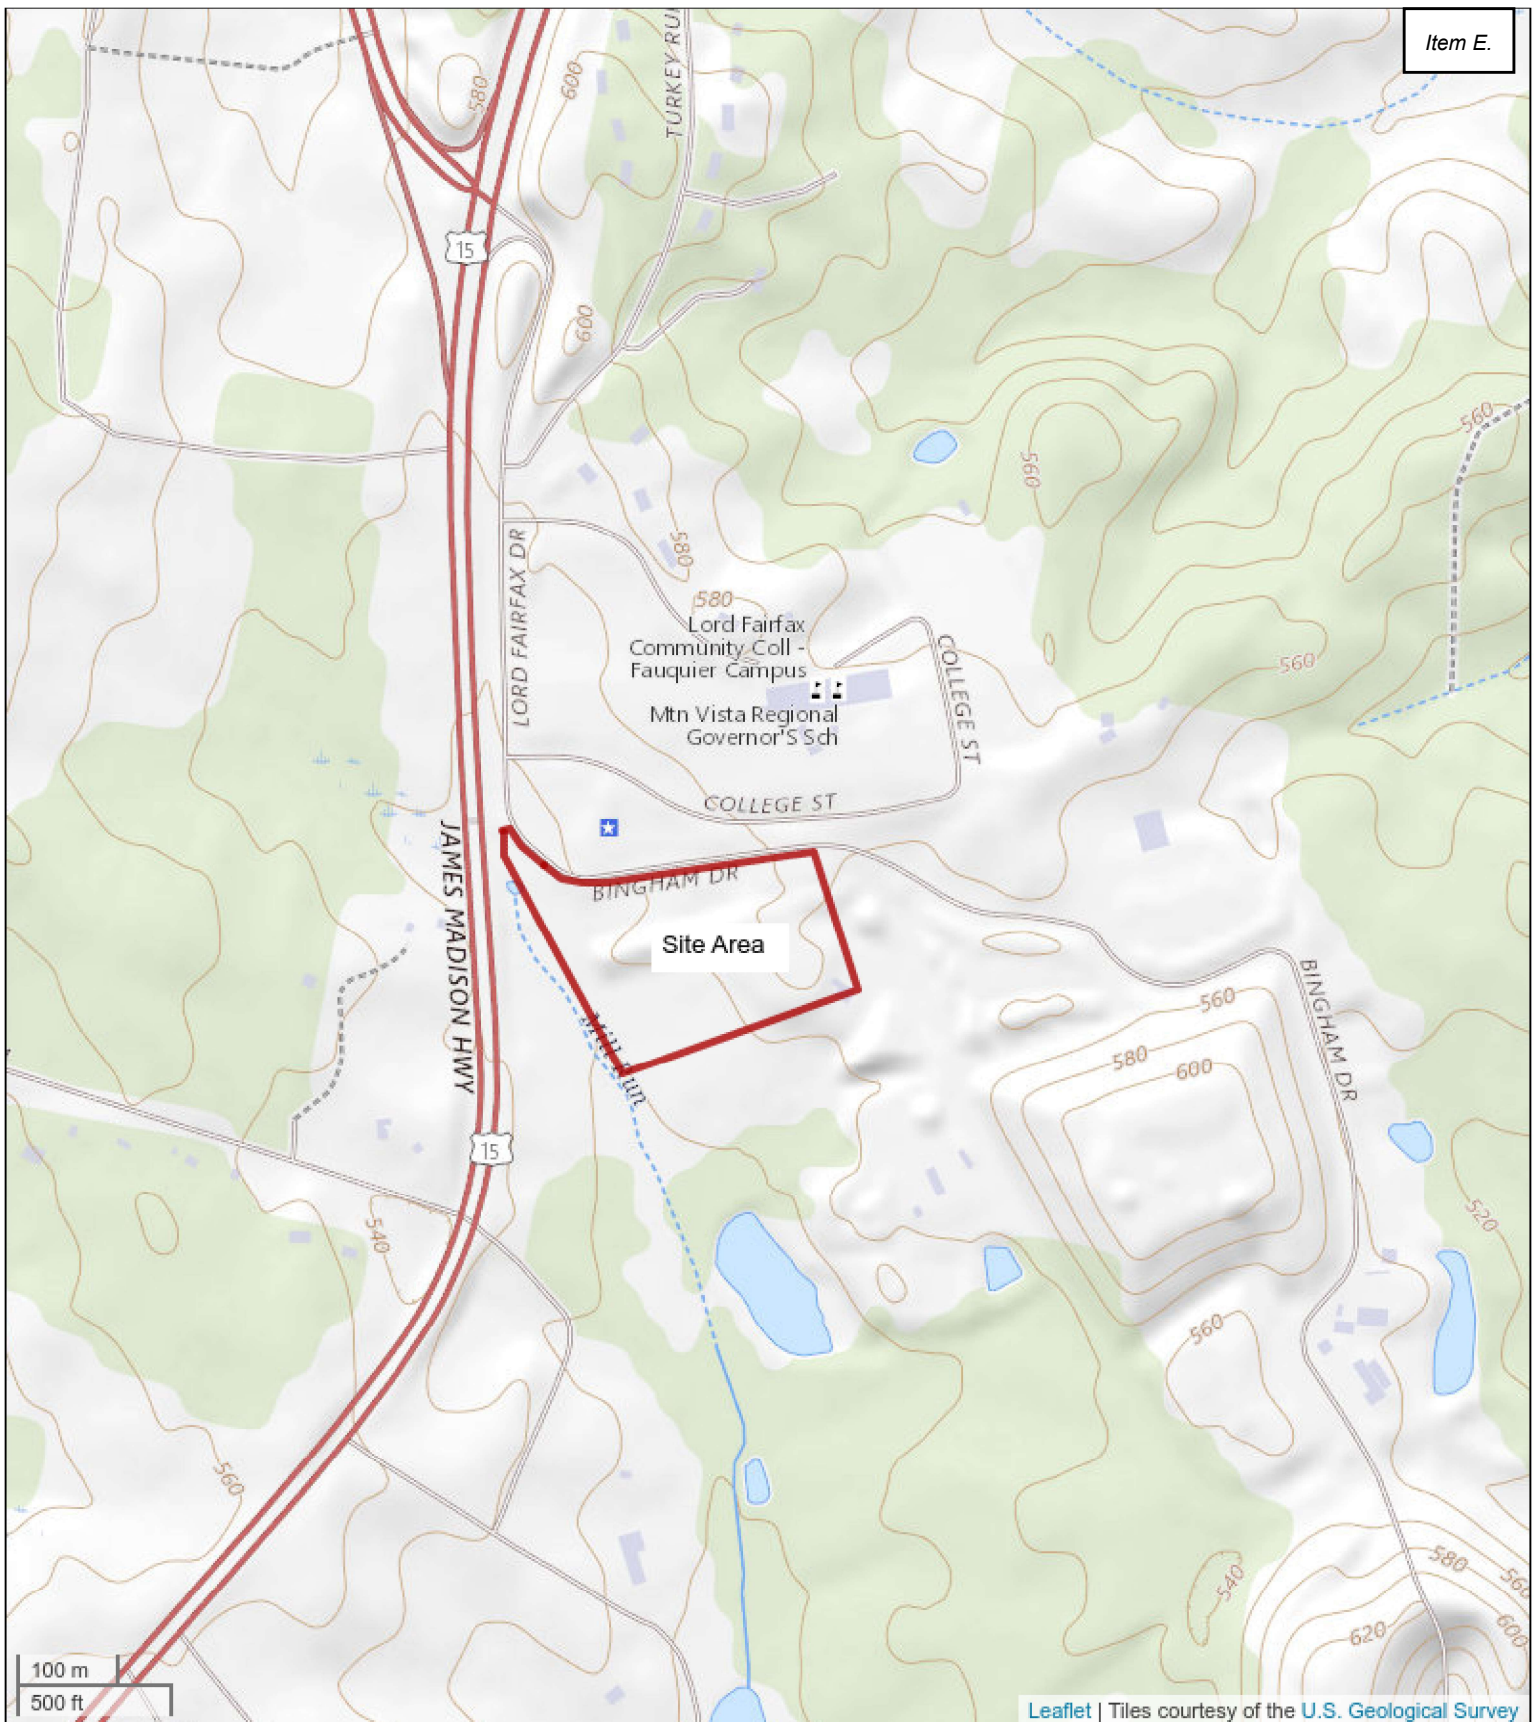 Item E.
580
600
TURKEY RU
15
600
560
560
LORD FAIRFAX DR
580
580
Lord Fairfax
Community Coll -
Fauquier Campus
COLLEGE ST
560
Mtn Vista Regional
Governor'S Sch
COLLEGE ST
JAMES MADISON HWY
BINGHAM DR
Site Area
BINGHAM DR
560
Mill Run
580
600
15
540
520
560
560
580
560
540
600
620
100 m
500 ft
Leaflet | Tiles courtesy of the U.S. Geological Survey